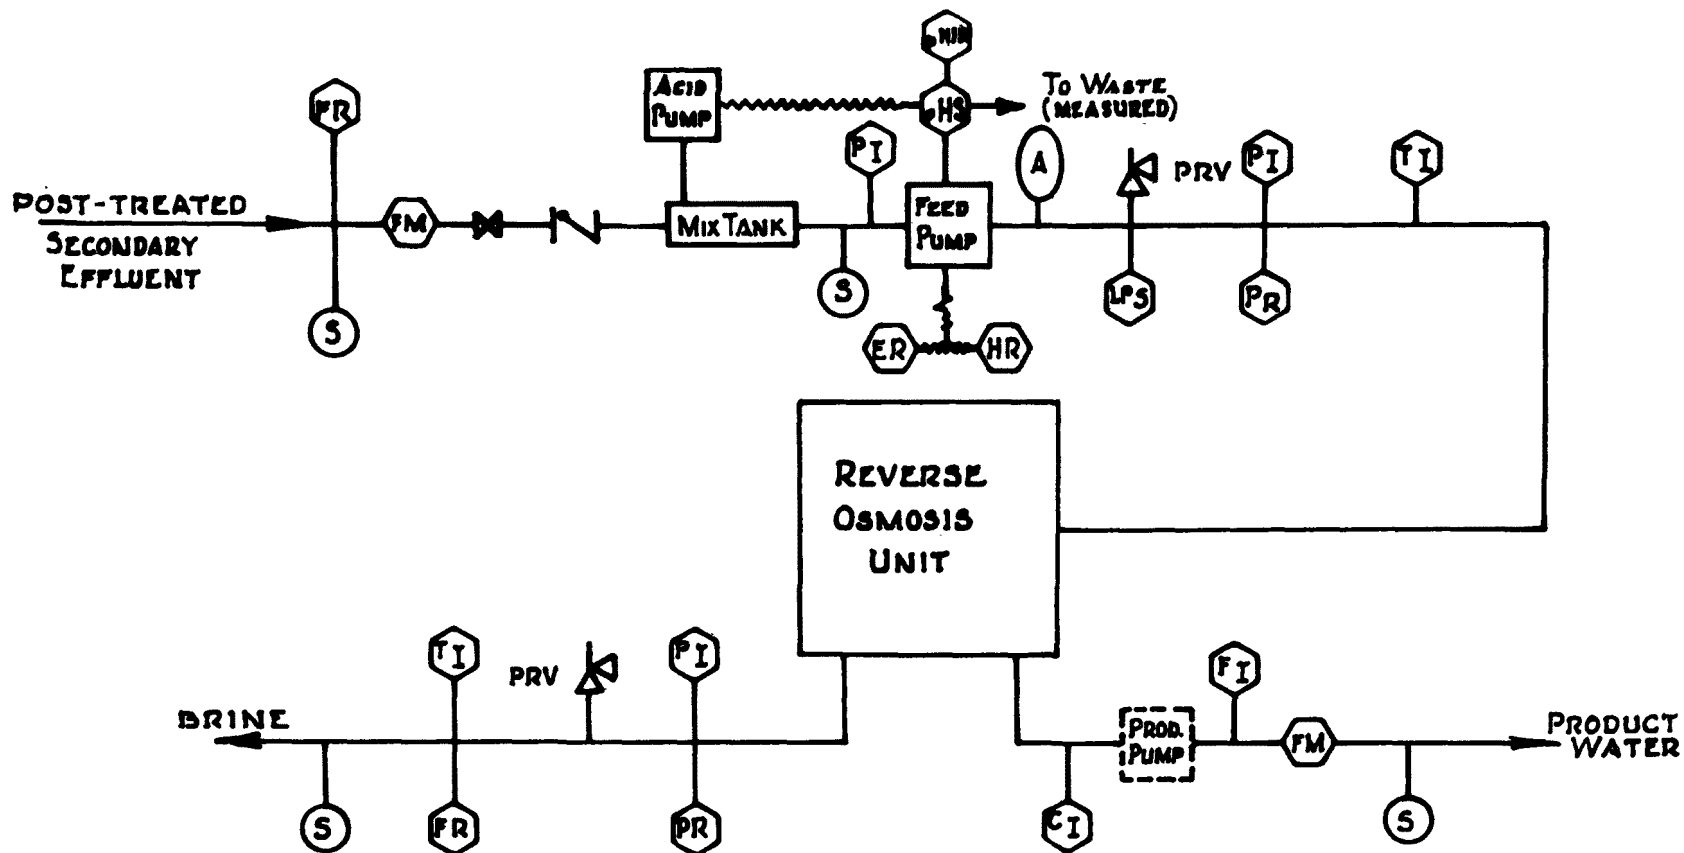 FR
POST-TREATED
SECONDARY
EFFLUENT
S
FM
ACID
PUMP
MIX TANK
PI
S
pHS
TO WASTE
(MEASURED)
FEED
PUMP
ER
HR
A
PRV
LPS
PI
PR
TI
REVERSE
OSMOSIS
UNIT
TI
PRV
PI
BRINE
S
FR
PR
CI
PROD.
PUMP
FI
FM
S
PRODUCT
WATER